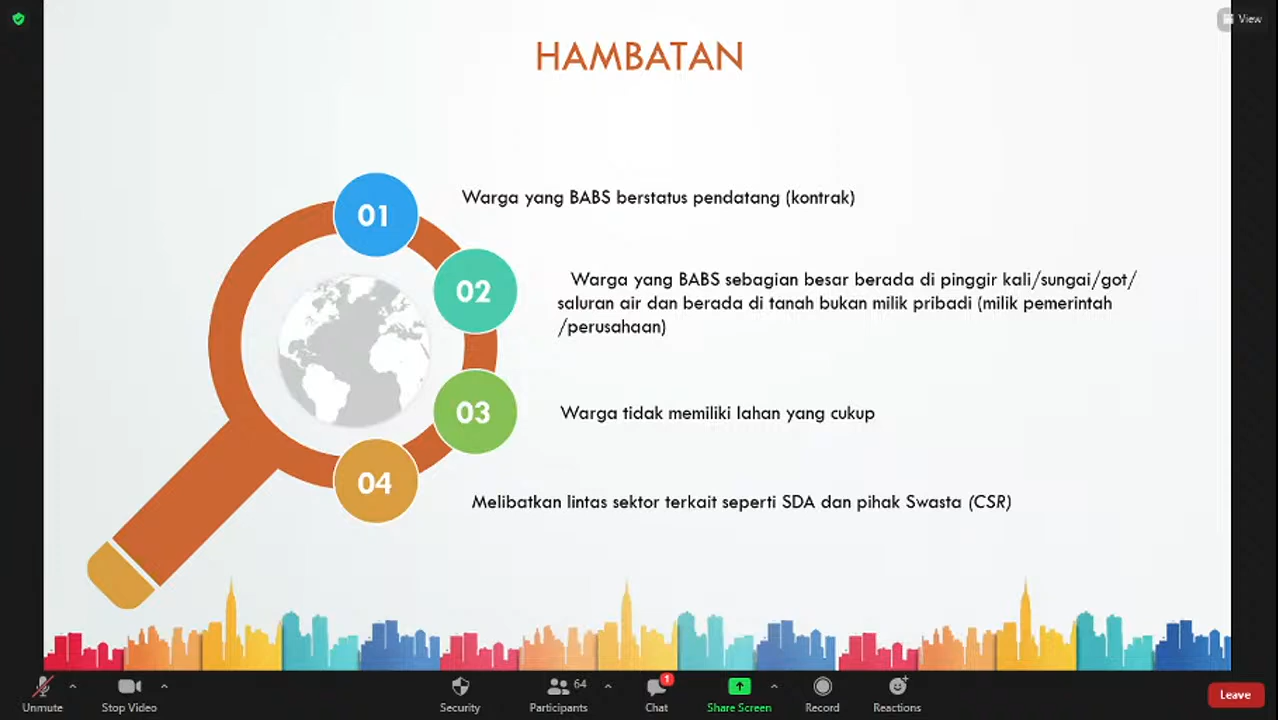 View
HAMBATAN
01
Warga yang BABS berstatus pendatang (kontrak)
02
Warga yang BABS sebagian besar berada di pinggir kali/sungai/got/
saluran air dan berada di tanah bukan milik pribadi (milik pemerintah
/perusahaan)
03
Warga tidak memiliki lahan yang cukup
04
Melibatkan lintas sektor terkait seperti SDA dan pihak Swasta (CSR)
Unmute
Stop Video
Security
Participants
64
Chat
1
Share Screen
Record
Reactions
Leave